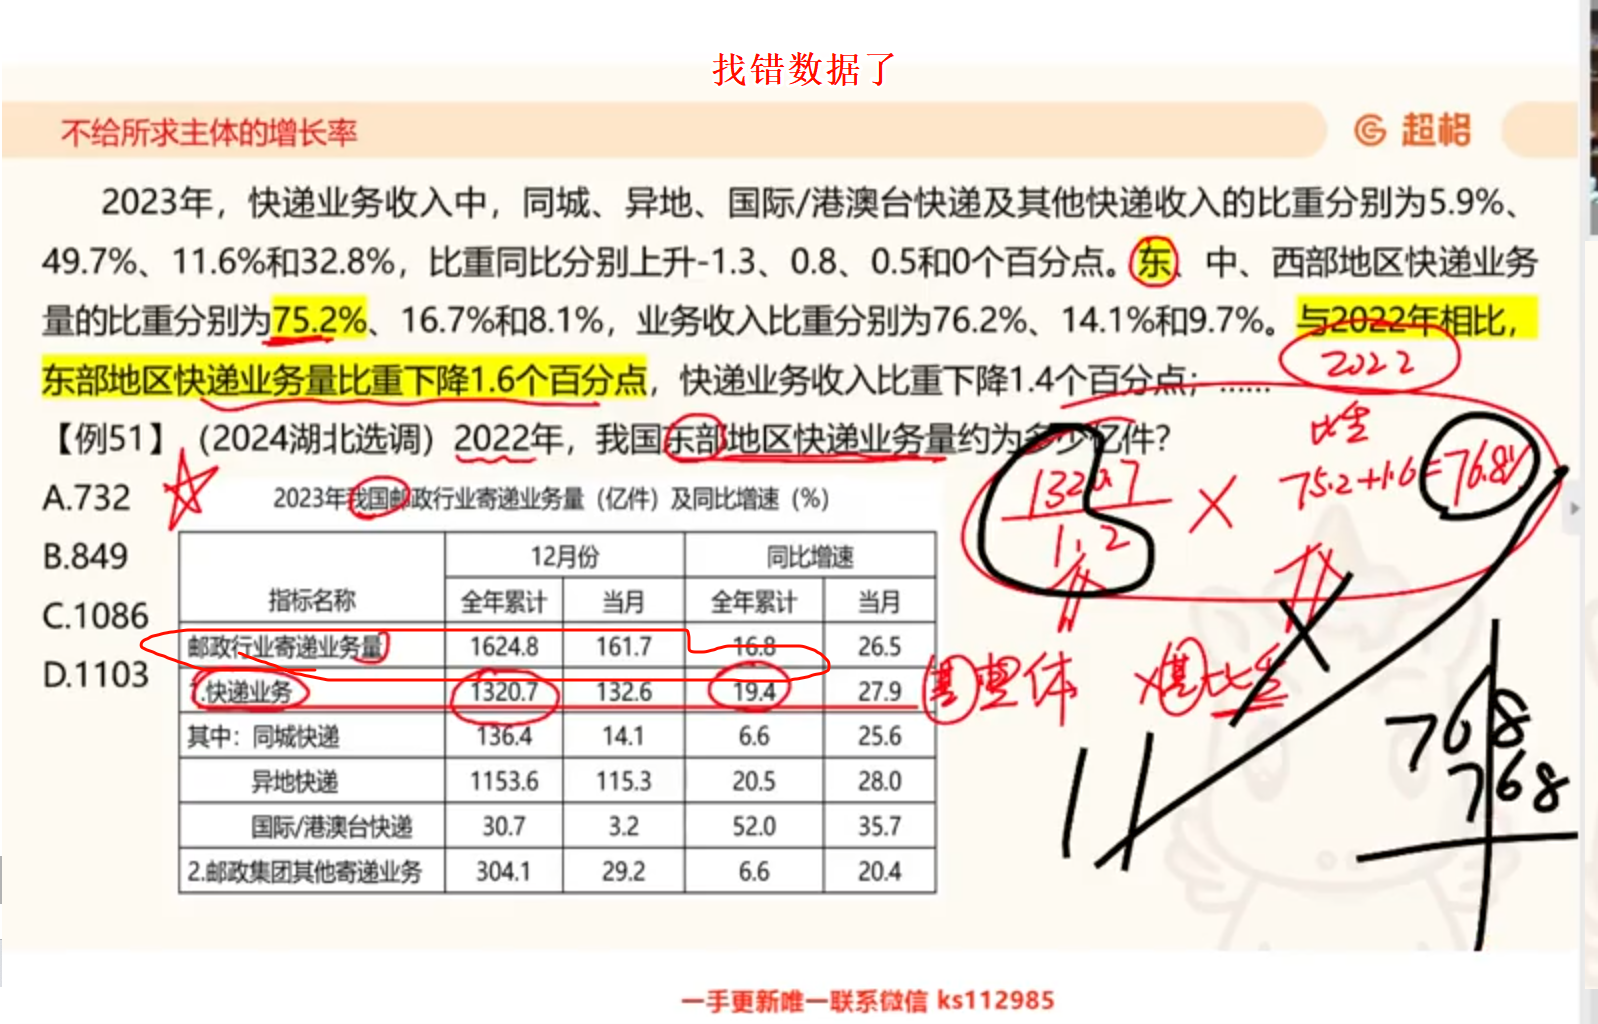 找错数据了
不给所求主体的增长率
超格
2023年，快递业务收入中，同城、异地、国际/港澳台快递及其他快递收入的比重分别为5.9%、
49.7%、11.6%和32.8%，比重同比分别上升-1.3、0.8、0.5和0个百分点。东、中、西部地区快递业务
量的比重分别为75.2%、16.7%和8.1%，业务收入比重分别为76.2%、14.1%和9.7%。与2022年相比，
东部地区快递业务量比重下降1.6个百分点，快递业务收入比重下降1.4个百分点；……
2022
【例51】（2024湖北选调）2022年，我国东部地区快递业务量约为多少亿件？
比重
1320.7
1.2
×
75.2+1.6=76.8%
A.732
B.849
C.1086
D.1103
2023年我国邮政行业寄递业务量（亿件）及同比增速（%）
指标名称 12月份 同比增速
全年累计 当月 全年累计 当月
邮政行业寄递业务量 1624.8 161.7 16.8 26.5
1.快递业务 1320.7 132.6 19.4 27.9
其中：同城快递 136.4 14.1 6.6 25.6
异地快递 1153.6 115.3 20.5 28.0
国际/港澳台快递 30.7 3.2 52.0 35.7
2.邮政集团其他寄递业务 304.1 29.2 6.6 20.4
基整体 × 基比重
11
768
768
一手更新唯一联系微信 ks112985